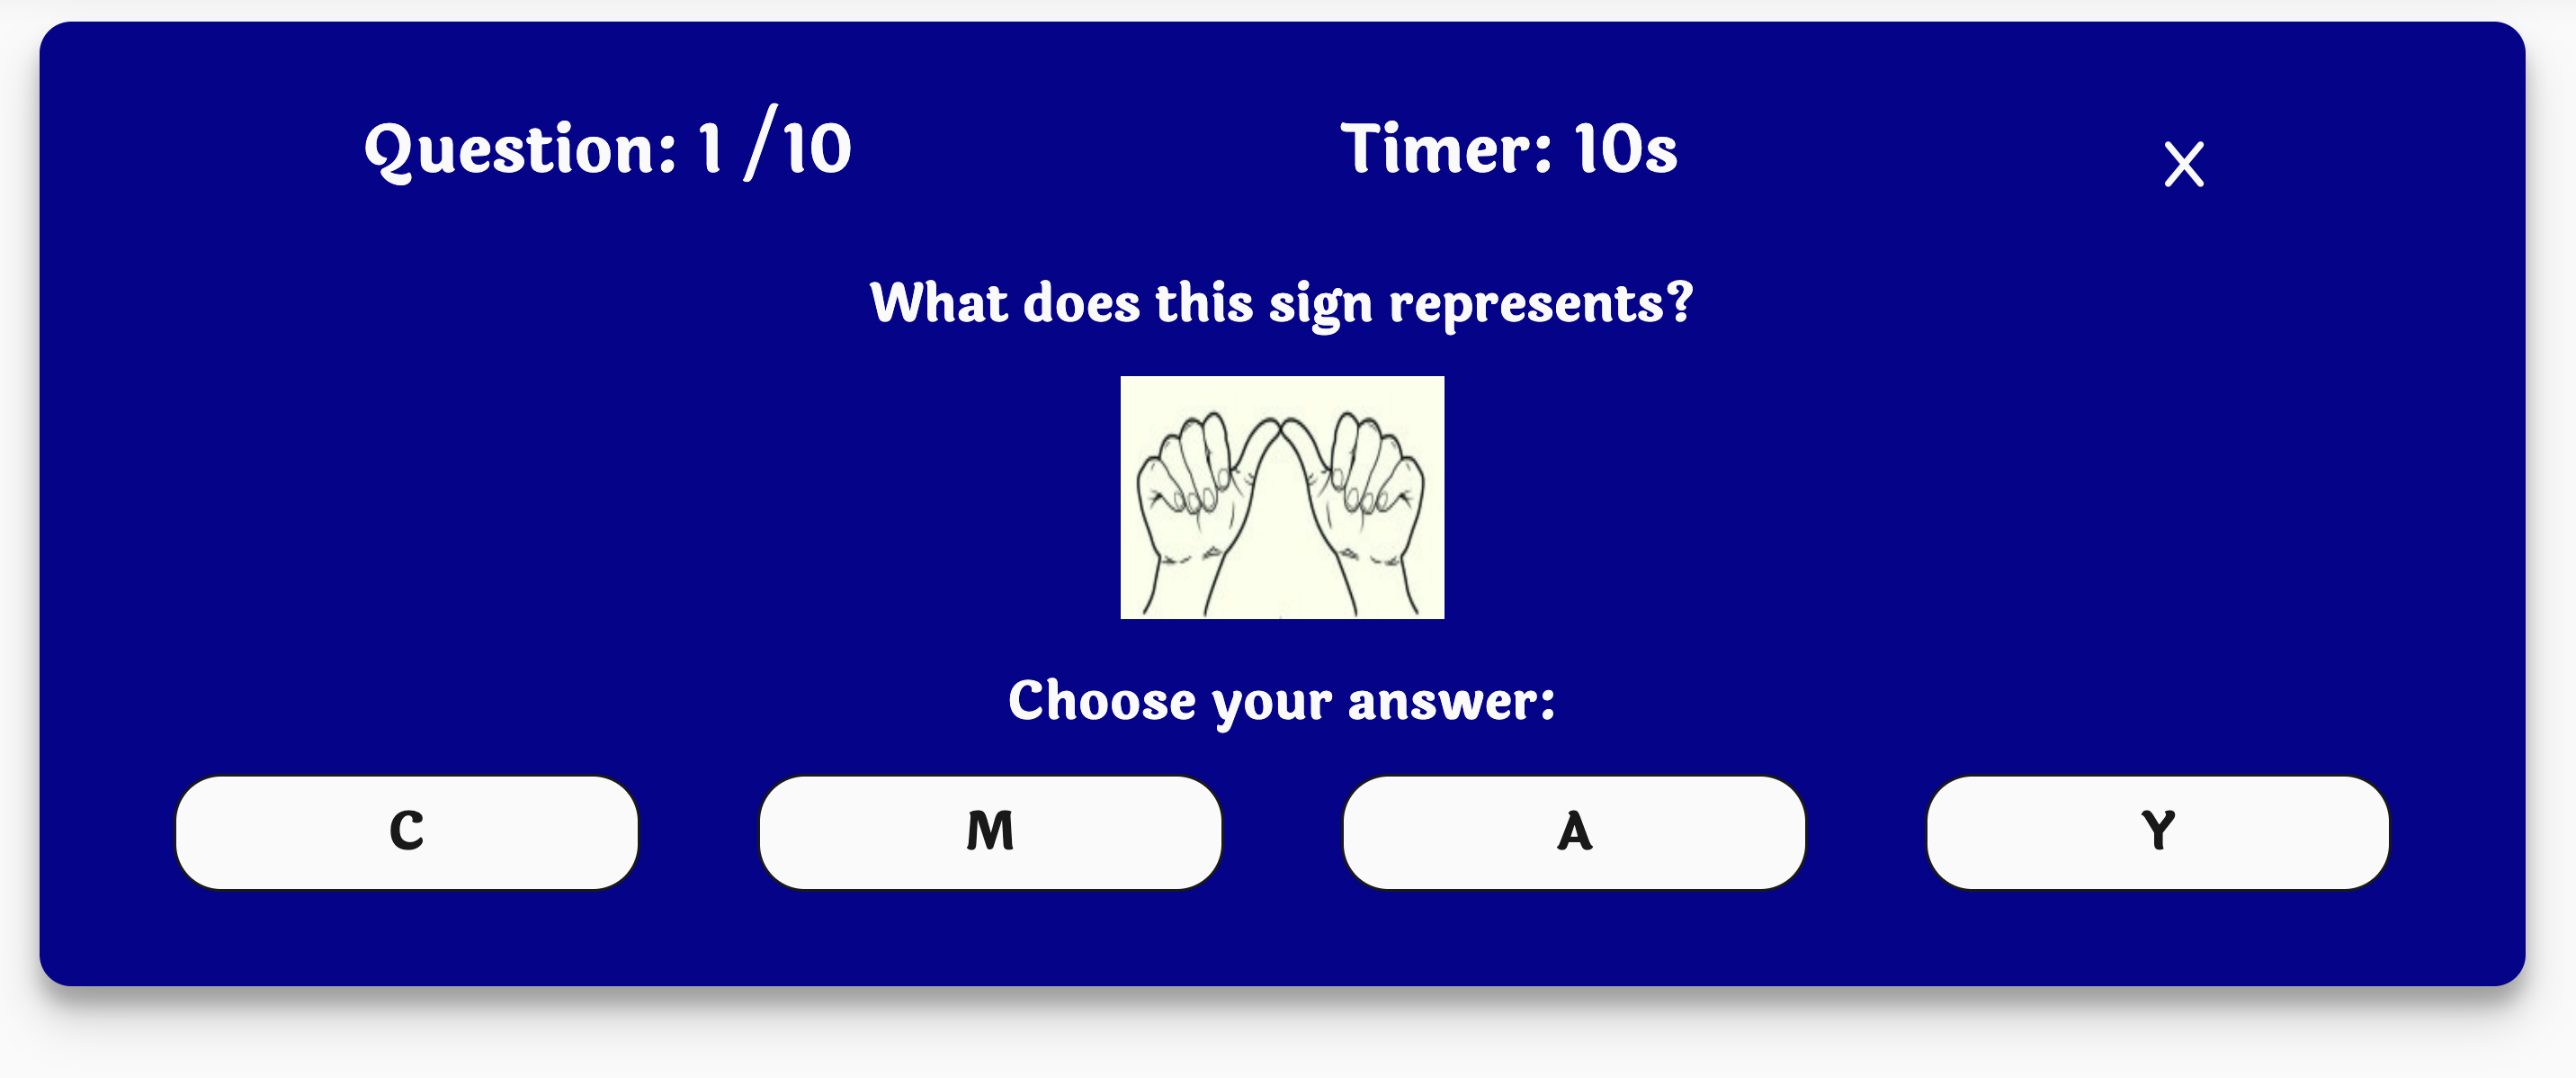 Question: 1 /10
Timer: 10s
X
What does this sign represents?
Choose your answer:
C
M
A
Y